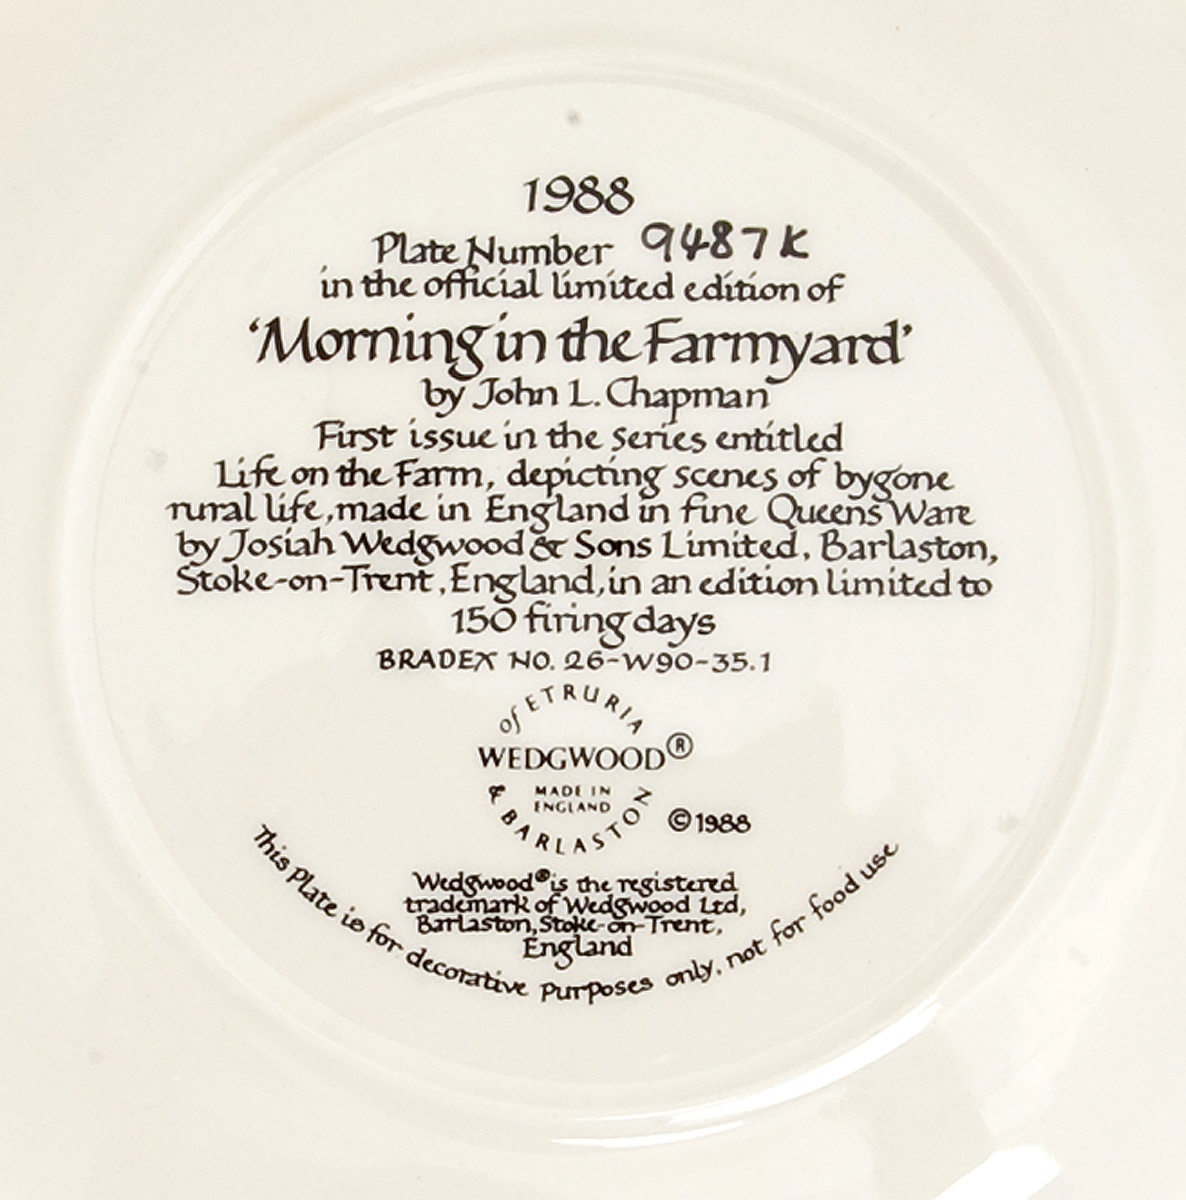 1988
Plate Number 9487K
in the official limited edition of
‘Morning in the Farmyard’
by John L. Chapman
First issue in the series entitled
Life on the Farm, depicting scenes of bygone
rural life, made in England in fine Queens Ware
by Josiah Wedgwood & Sons Limited, Barlaston,
Stoke-on-Trent, England, in an edition limited to
150 firing days
BRADEX NO. 26-W90-35.1
of ETRURIA
WEDGWOOD®
MADE IN
ENGLAND
& BARLASTON
©1988
Wedgwood® is the registered
trademark of Wedgwood Ltd,
Barlaston, Stoke-on-Trent,
England
This Plate is for decorative purposes only, not for food use